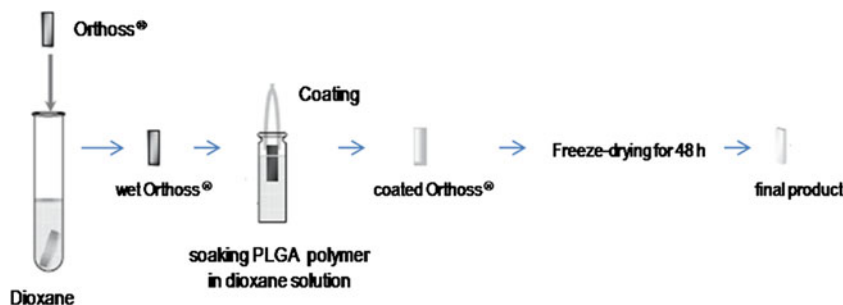 Orthoss®
Coating
wet Orthoss®
coated Orthoss®
Freeze-drying for 48 h
final product
soaking PLGA polymer
in dioxane solution
Dioxane